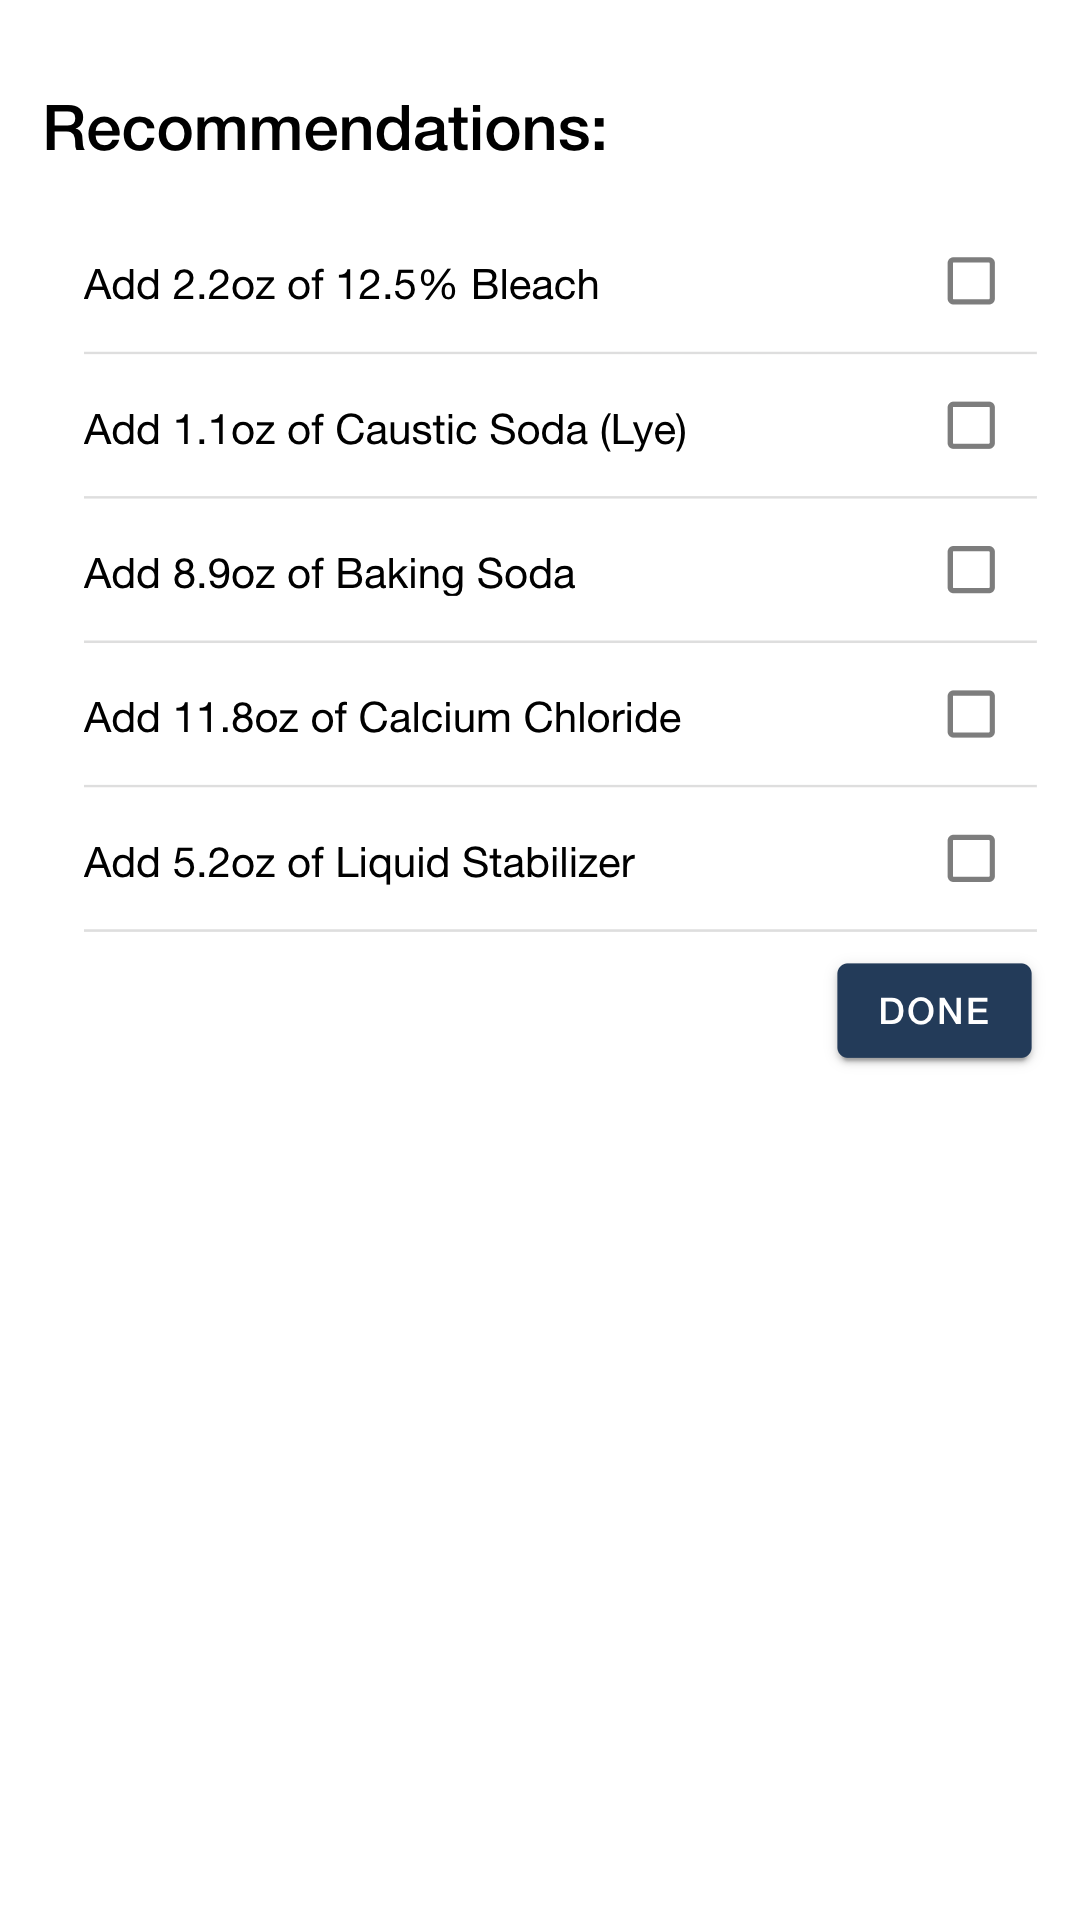 Recommendations:
Add 2.2oz of 12.5% Bleach
Add 1.1oz of Caustic Soda (Lye)
Add 8.9oz of Baking Soda
Add 11.8oz of Calcium Chloride
Add 5.2oz of Liquid Stabilizer
DONE